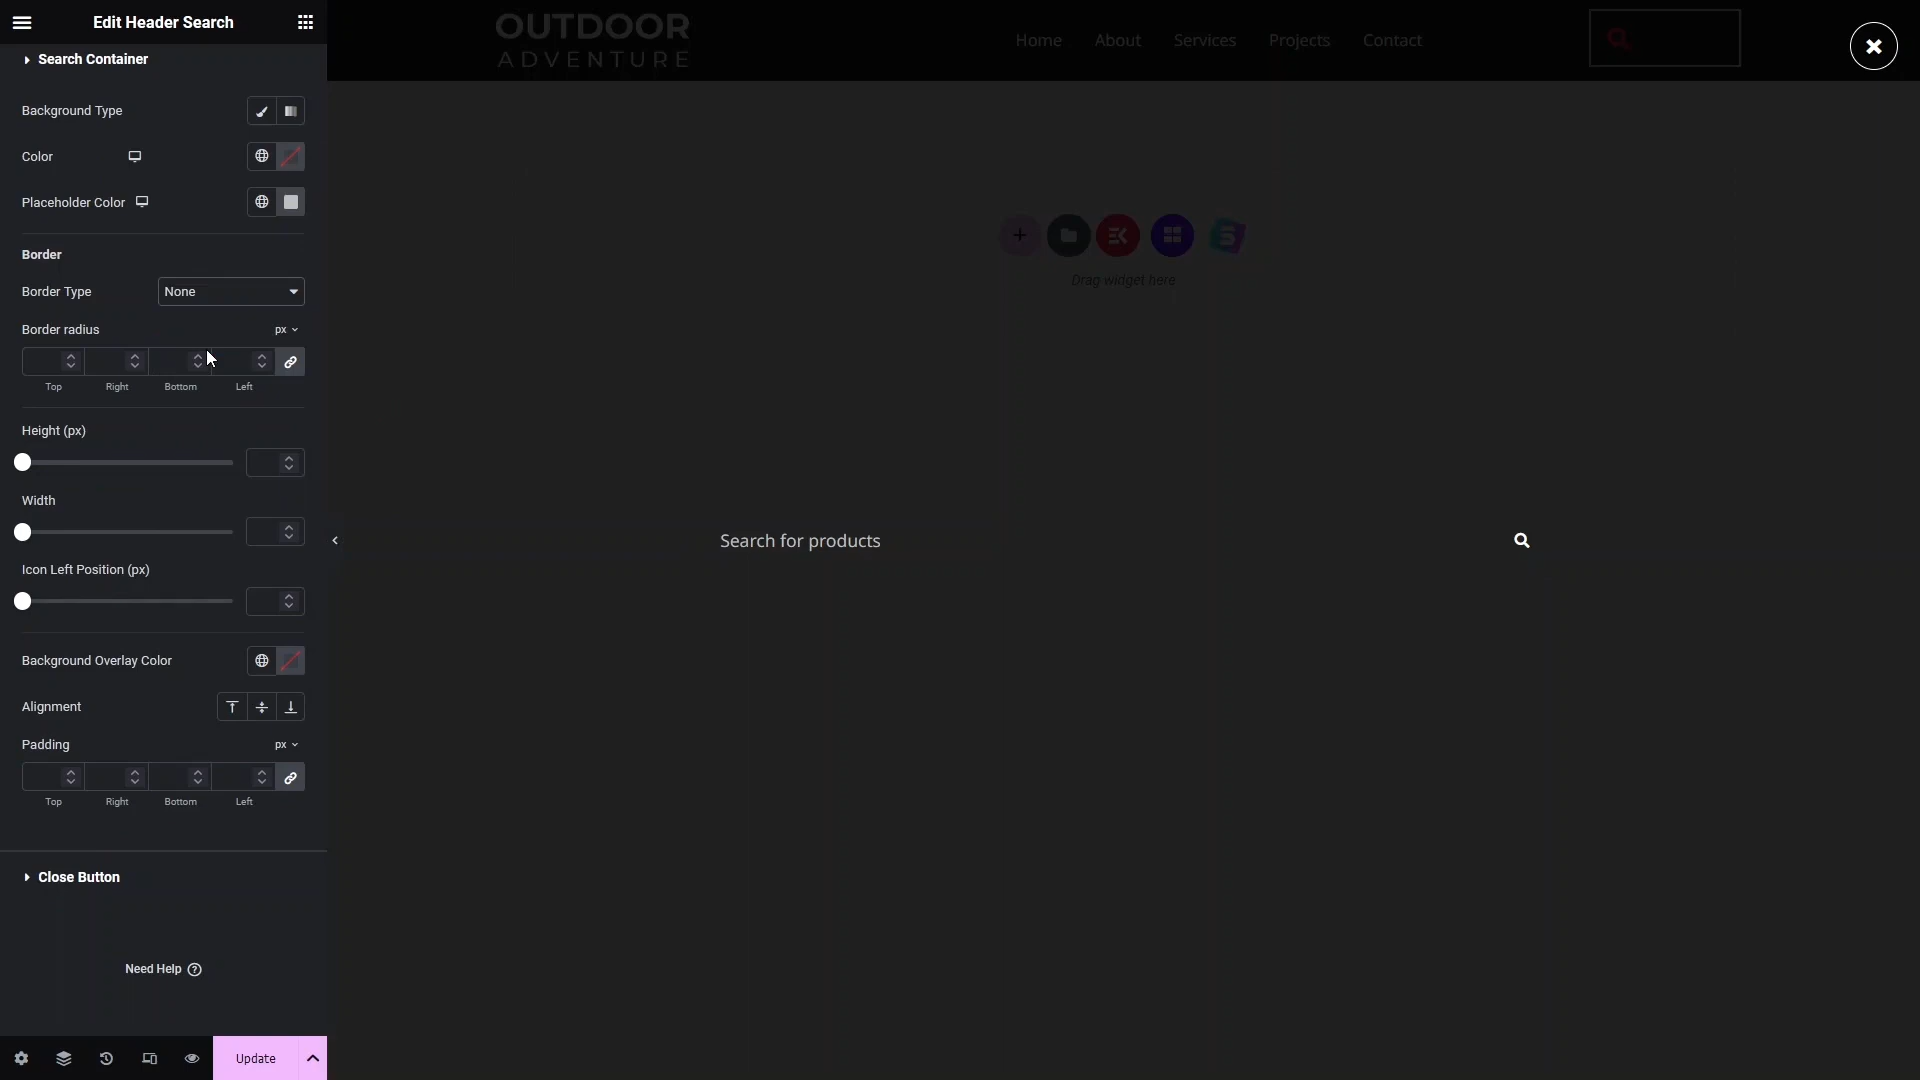 Edit Header Search
OUTDOOR
ADVENTURE
Home
About
Services
Projects
Contact
Search Container
Background Type
Color
Placeholder Color
Border
Border Type
None
Border radius
px
Top
Right
Bottom
Left
Drag widget here
Height (px)
Width
Search for products
Icon Left Position (px)
Background Overlay Color
Alignment
Padding
px
Top
Right
Bottom
Left
Close Button
Need Help ?
Update